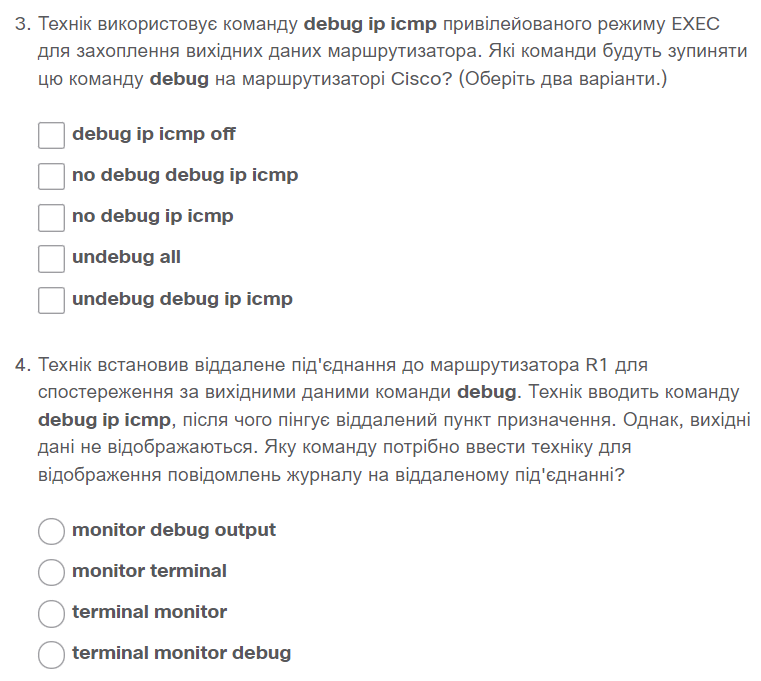 3. Технік використовує команду debug ip icmp привілейованого режиму EXEC
для захоплення вихідних даних маршрутизатора. Які команди будуть зупиняти
цю команду debug на маршрутизаторі Cisco? (Оберіть два варіанти.)
debug ip icmp off
no debug debug ip icmp
no debug ip icmp
undebug all
undebug debug ip icmp
4. Технік встановив віддалене під'єднання до маршрутизатора R1 для
спостереження за вихідними даними команди debug. Технік вводить команду
debug ip icmp, після чого пінгує віддалений пункт призначення. Однак, вихідні
дані не відображаються. Яку команду потрібно ввести техніку для
відображення повідомлень журналу на віддаленому під'єднанні?
monitor debug output
monitor terminal
terminal monitor
terminal monitor debug